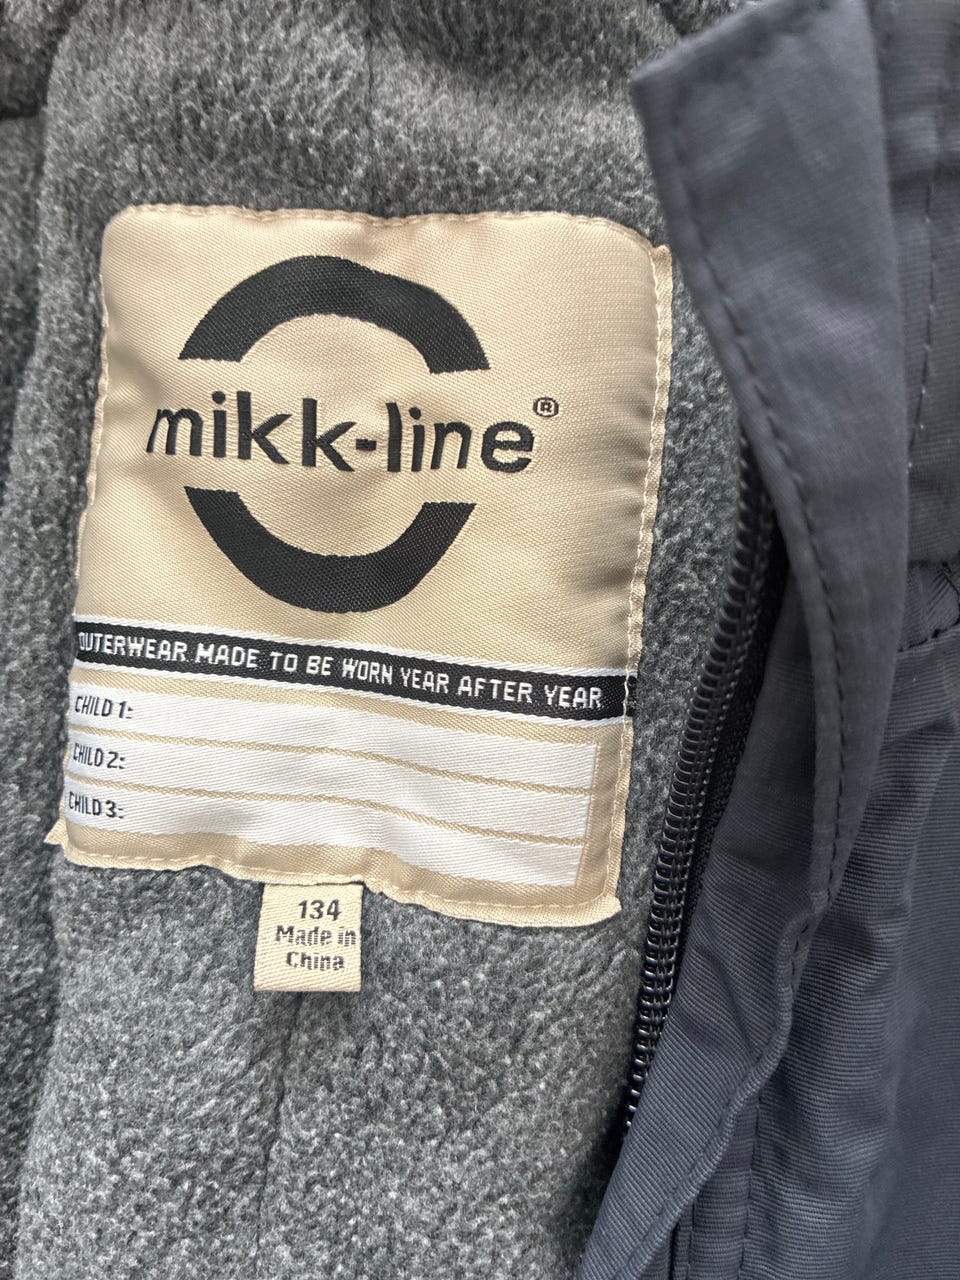 mikk-line®
OUTERWEAR MADE TO BE WORN YEAR AFTER YEAR
CHILD 1:
CHILD 2:
CHILD 3:
134
Made in
China